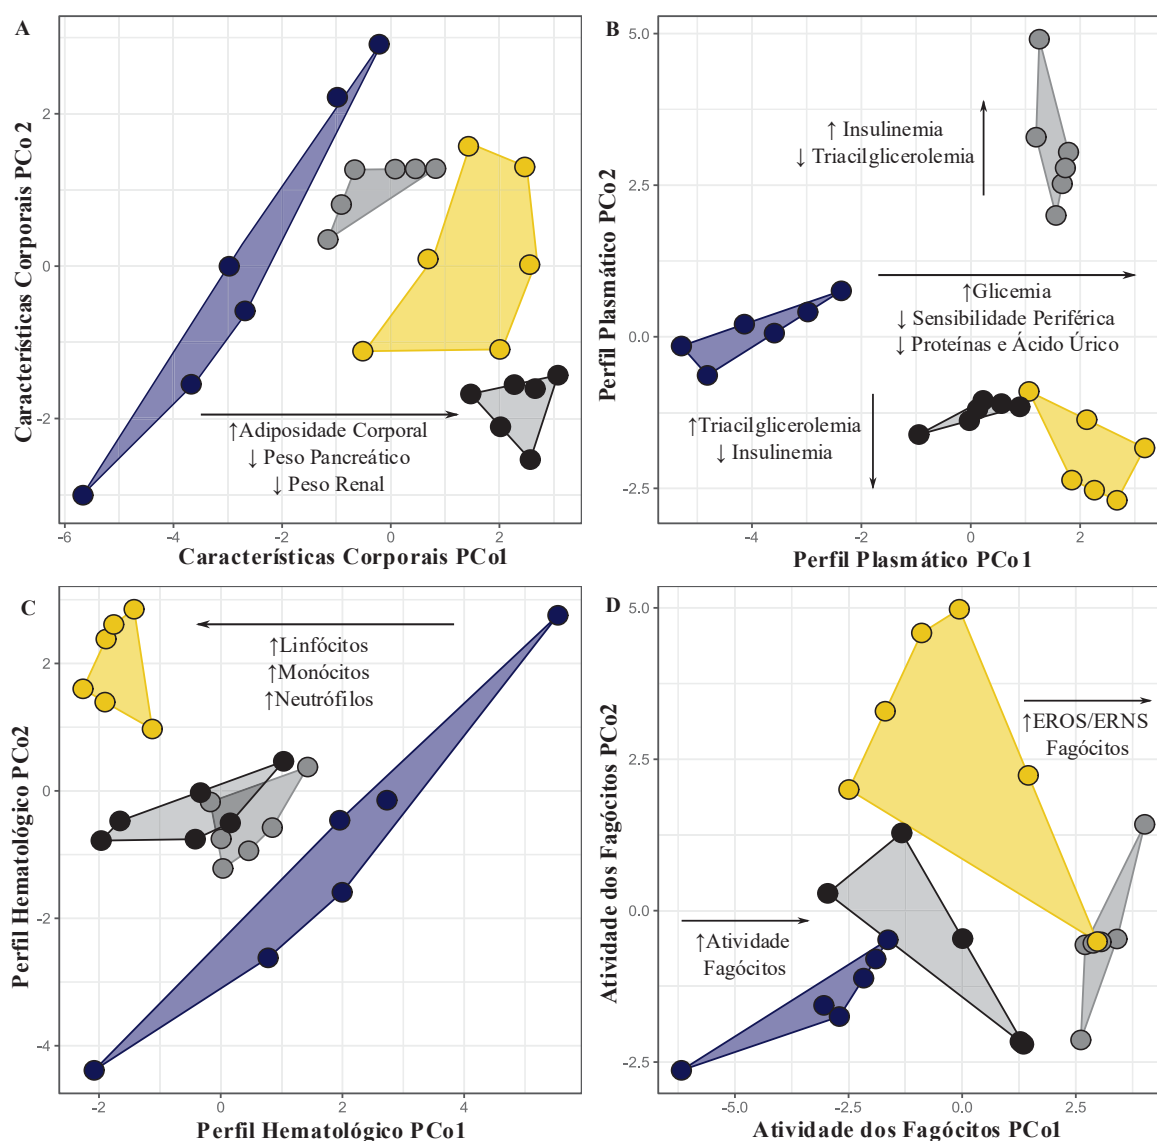 A
Características Corporais PCo 2
2
0
-2
-6
-4
-2
0
2
Características Corporais PCo1
↑Adiposidade Corporal
↓ Peso Pancreático
↓ Peso Renal
B
Perfil Plasmático PCo2
5.0
2.5
0.0
-2.5
-4
-2
0
2
Perfil Plasmático PCo1
↑ Insulinemia
↓ Triacilglicerolemia
↑Glicemia
↓ Sensibilidade Periférica
↓ Proteínas e Ácido Úrico
↑Triacilglicerolemia
↓ Insulinemia
C
Perfil Hematológico PCo2
2
0
-2
-4
-2
0
2
4
Perfil Hematológico PCo1
↑Linfócitos
↑Monócitos
↑Neutrófilos
D
Atividade dos Fagócitos PCo2
5.0
2.5
0.0
-2.5
-5.0
-2.5
0.0
2.5
Atividade dos Fagócitos PCo1
↑EROS/ERNS
Fagócitos
↑Atividade
Fagócitos